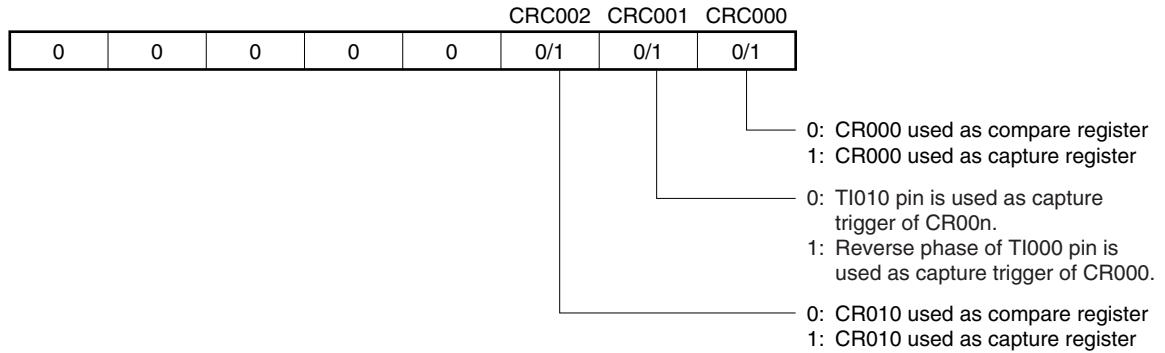 CRC002 CRC001 CRC000
0 0 0 0 0 0/1 0/1 0/1
0: CR000 used as compare register
1: CR000 used as capture register
0: TI010 pin is used as capture
trigger of CR00n.
1: Reverse phase of TI000 pin is
used as capture trigger of CR000.
0: CR010 used as compare register
1: CR010 used as capture register